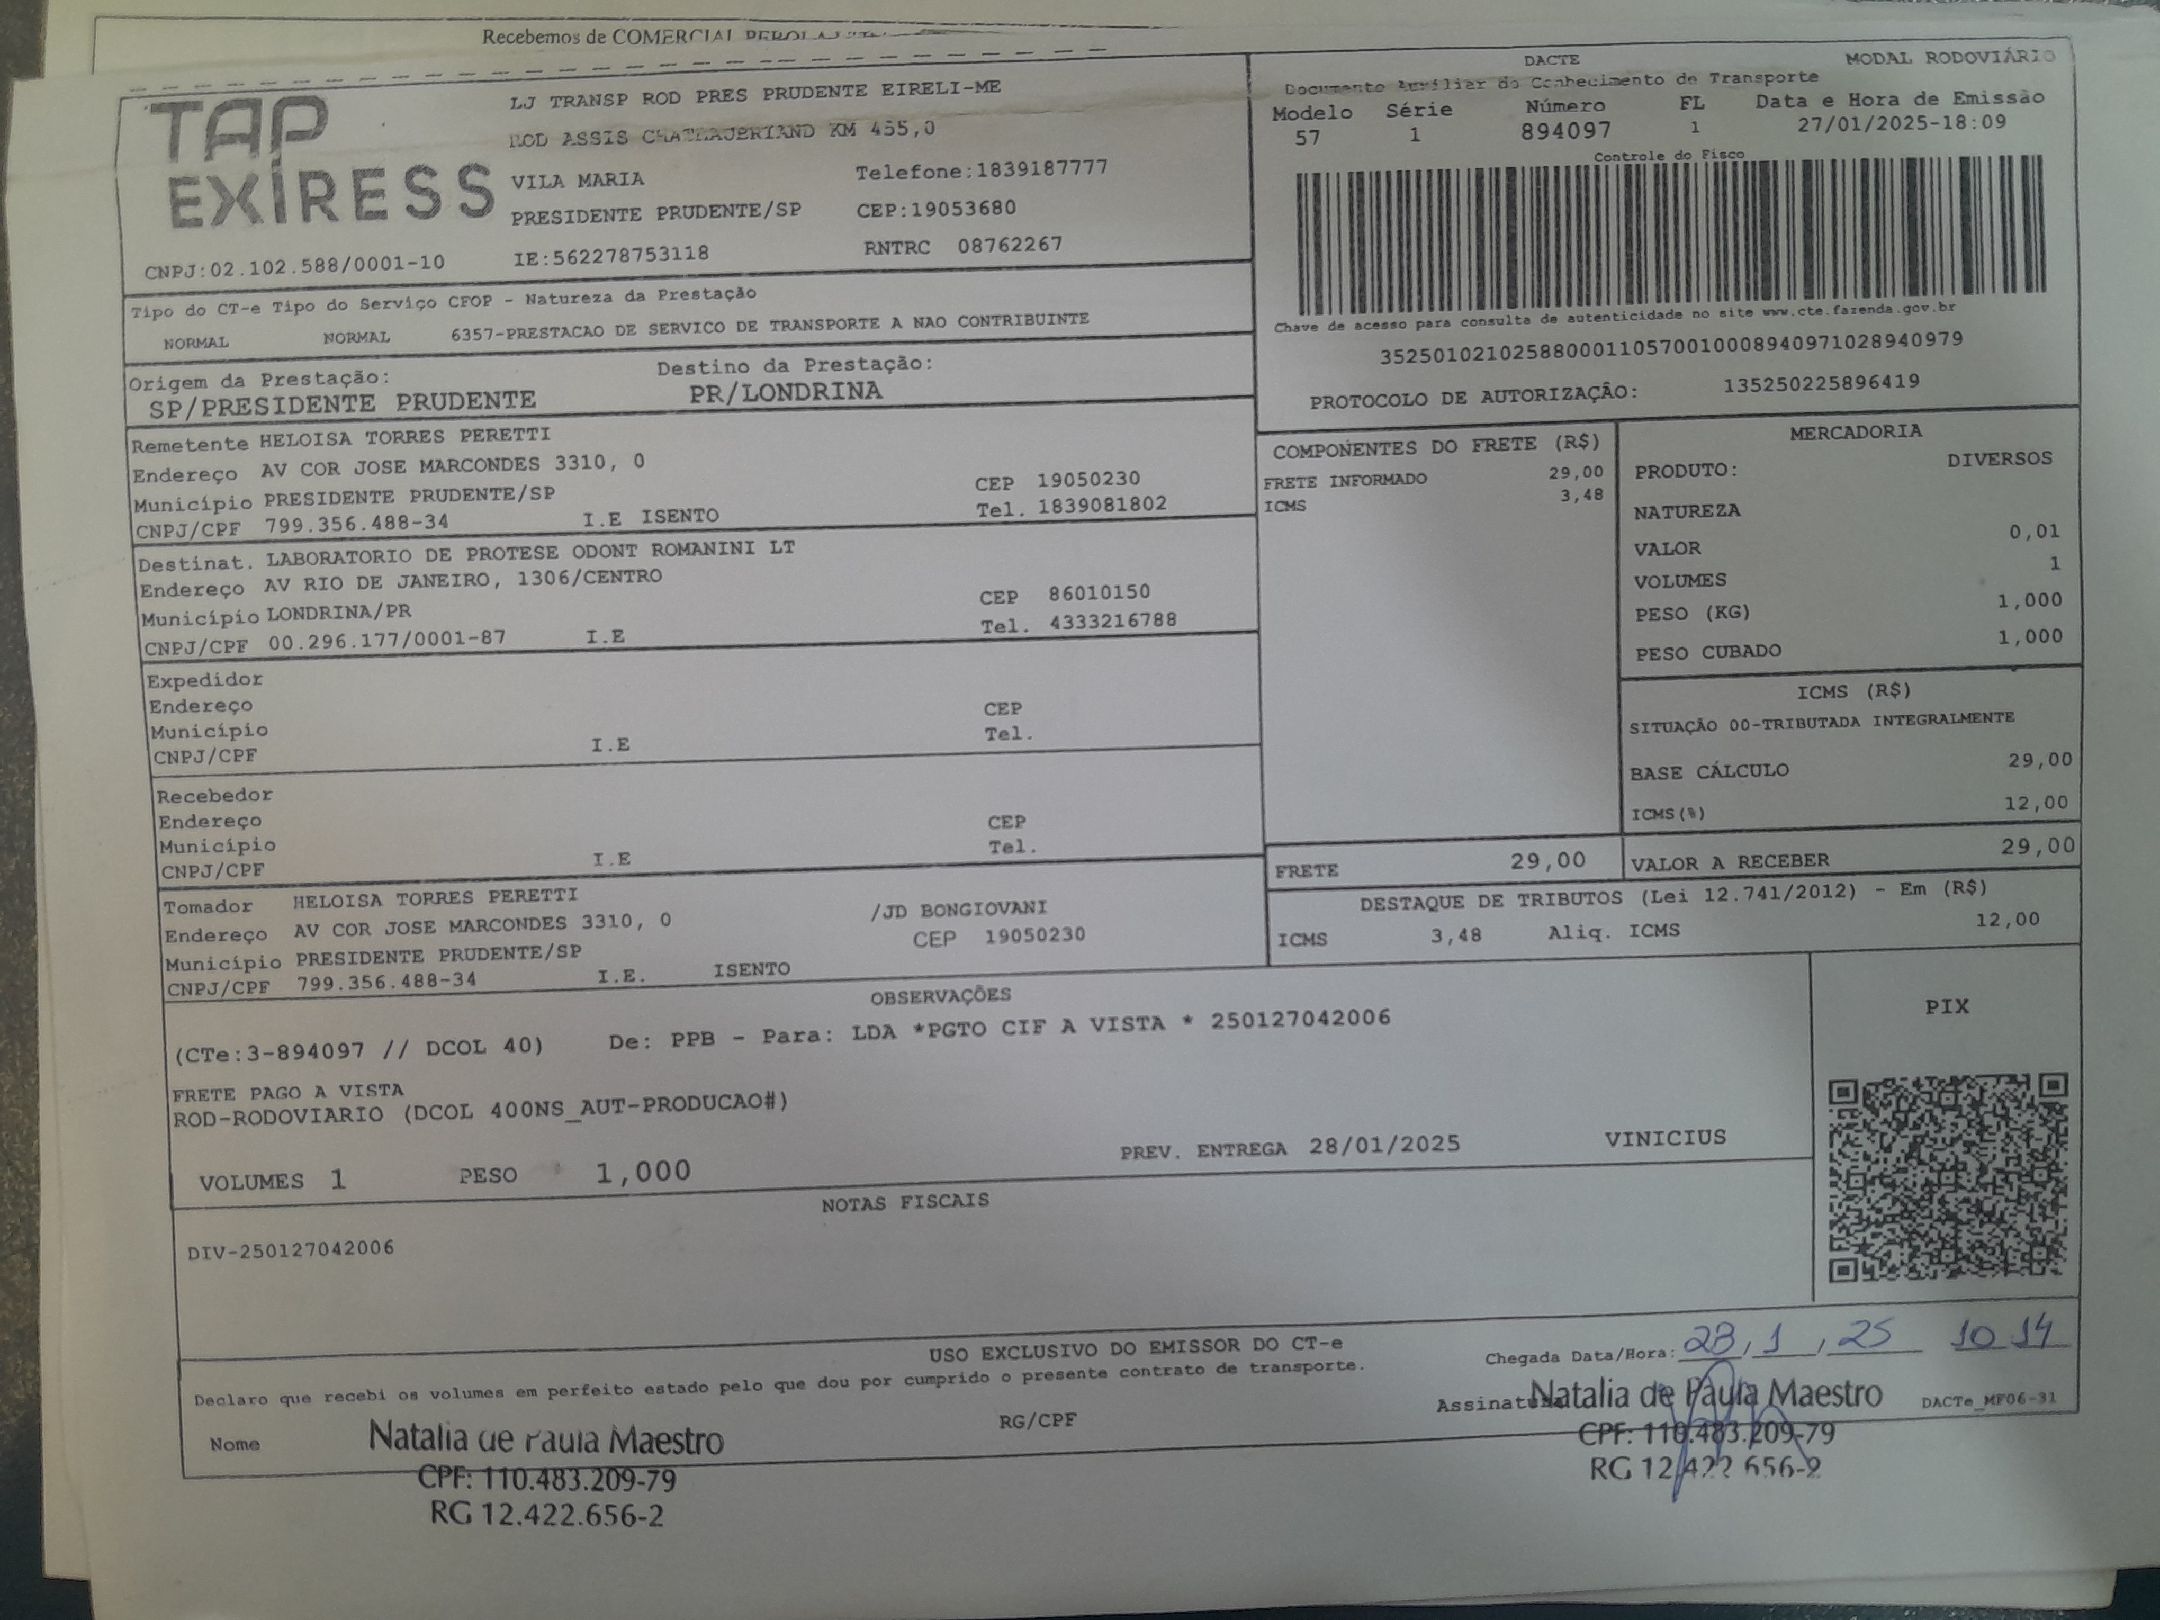 Recebemos de COMERCIAL
TAP
EXIRESS
LJ TRANSP ROD PRES PRUDENTE EIRELI-ME
ROD ASSIS CHATEAUBRIAND KM 455,0
VILA MARIA Telefone:1839187777
PRESIDENTE PRUDENTE/SP CEP:19053680
CNPJ:02.102.588/0001-10 IE:562278753118 RNTRC 08762267
DACTE MODAL RODOVIÁRIO
Documento Auxiliar do Conhecimento de Transporte
Modelo Série Número FL Data e Hora de Emissão
57 1 894097 1 27/01/2025-18:09
Controle do Fisco
Chave de acesso para consulta de autenticidade no site www.cte.fazenda.gov.br
35250102102588000110570010008940971028940979
PROTOCOLO DE AUTORIZAÇÃO: 135250225896419
Tipo do CT-e Tipo do Serviço CFOP - Natureza da Prestação
NORMAL NORMAL 6357-PRESTACAO DE SERVICO DE TRANSPORTE A NAO CONTRIBUINTE
Origem da Prestação: Destino da Prestação:
SP/PRESIDENTE PRUDENTE PR/LONDRINA
Remetente HELOISA TORRES PERETTI
Endereço AV COR JOSE MARCONDES 3310, 0
Município PRESIDENTE PRUDENTE/SP CEP 19050230
CNPJ/CPF 799.356.488-34 I.E ISENTO Tel. 1839081802
Destinat. LABORATORIO DE PROTESE ODONT ROMANINI LT
Endereço AV RIO DE JANEIRO, 1306/CENTRO
Município LONDRINA/PR CEP 86010150
CNPJ/CPF 00.296.177/0001-87 I.E Tel. 4333216788
Expedidor
Endereço CEP
Município Tel.
CNPJ/CPF I.E
Recebedor
Endereço CEP
Município Tel.
CNPJ/CPF I.E
Tomador HELOISA TORRES PERETTI
Endereço AV COR JOSE MARCONDES 3310, 0 /JD BONGIOVANI
Município PRESIDENTE PRUDENTE/SP CEP 19050230
CNPJ/CPF 799.356.488-34 I.E. ISENTO
COMPONENTES DO FRETE (R$)
FRETE INFORMADO 29,00
ICMS 3,48
MERCADORIA
PRODUTO: DIVERSOS
NATUREZA
VALOR 0,01
VOLUMES 1
PESO (KG) 1,000
PESO CUBADO 1,000
ICMS (R$)
SITUAÇÃO 00-TRIBUTADA INTEGRALMENTE
BASE CÁLCULO 29,00
ICMS(%) 12,00
FRETE 29,00 VALOR A RECEBER 29,00
DESTAQUE DE TRIBUTOS (Lei 12.741/2012) - Em (R$)
ICMS 3,48 Aliq. ICMS 12,00
OBSERVAÇÕES
(CTe:3-894097 // DCOL 40) De: PPB - Para: LDA *PGTO CIF A VISTA * 250127042006
FRETE PAGO A VISTA
ROD-RODOVIARIO (DCOL 400NS_AUT-PRODUCAO#)
PREV. ENTREGA 28/01/2025 VINICIUS
VOLUMES 1 PESO 1,000
PIX
NOTAS FISCAIS
DIV-250127042006
USO EXCLUSIVO DO EMISSOR DO CT-e
Declaro que recebi os volumes em perfeito estado pelo que dou por cumprido o presente contrato de transporte.
Chegada Data/Hora: 28, 1, 25 10 14
Nome Natalia de Paula Maestro RG/CPF
CPF: 110.483.209-79
RG 12.422.656-2
Assinatura Natalia de Paula Maestro DACTe_MF06-31
CPF: 110.483.209-79
RG 12.422.656-2